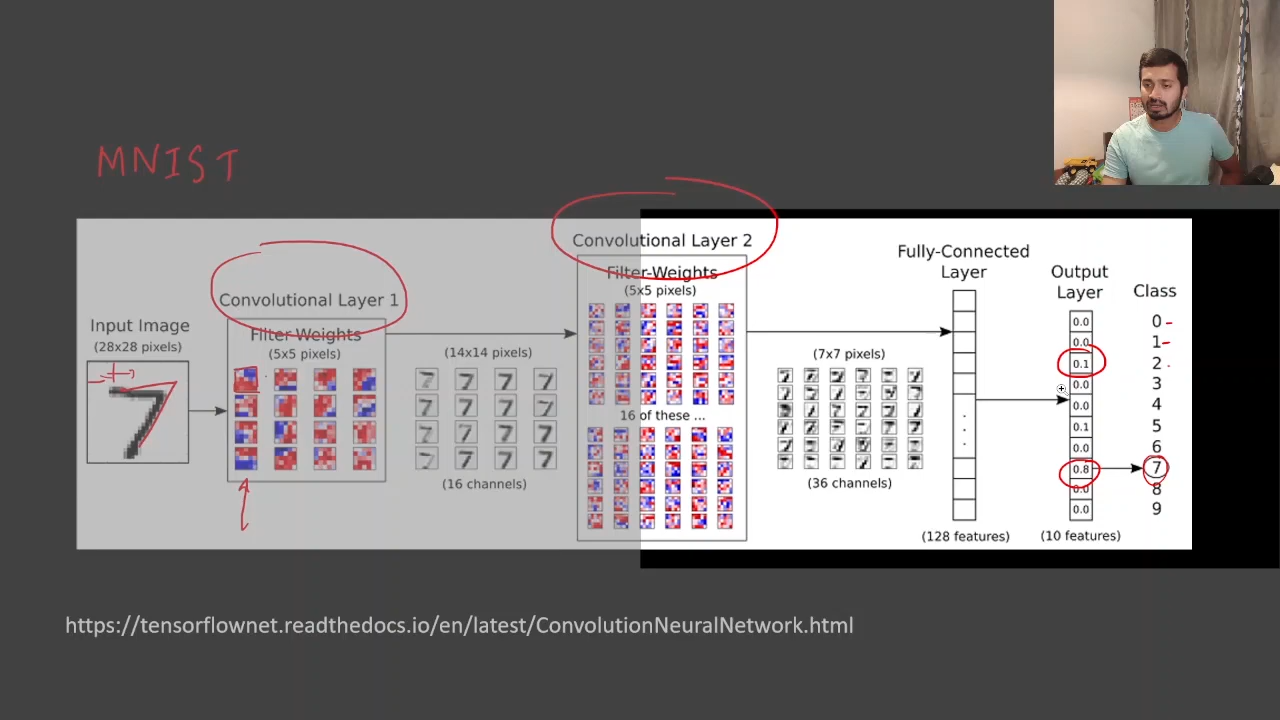 MNIST
Input Image
(28x28 pixels)
Convolutional Layer 1
Filter-Weights
(5x5 pixels)
(14x14 pixels)
(16 channels)
Convolutional Layer 2
Filter-Weights
(5x5 pixels)
16 of these ...
(7x7 pixels)
(36 channels)
Fully-Connected
Layer
(128 features)
Output
Layer
Class
0.0 0
0.0 1
0.1 2
0.0 3
0.0 4
0.1 5
0.0 6
0.8 7
0.0 8
0.0 9
(10 features)
https://tensorflownet.readthedocs.io/en/latest/ConvolutionNeuralNetwork.html